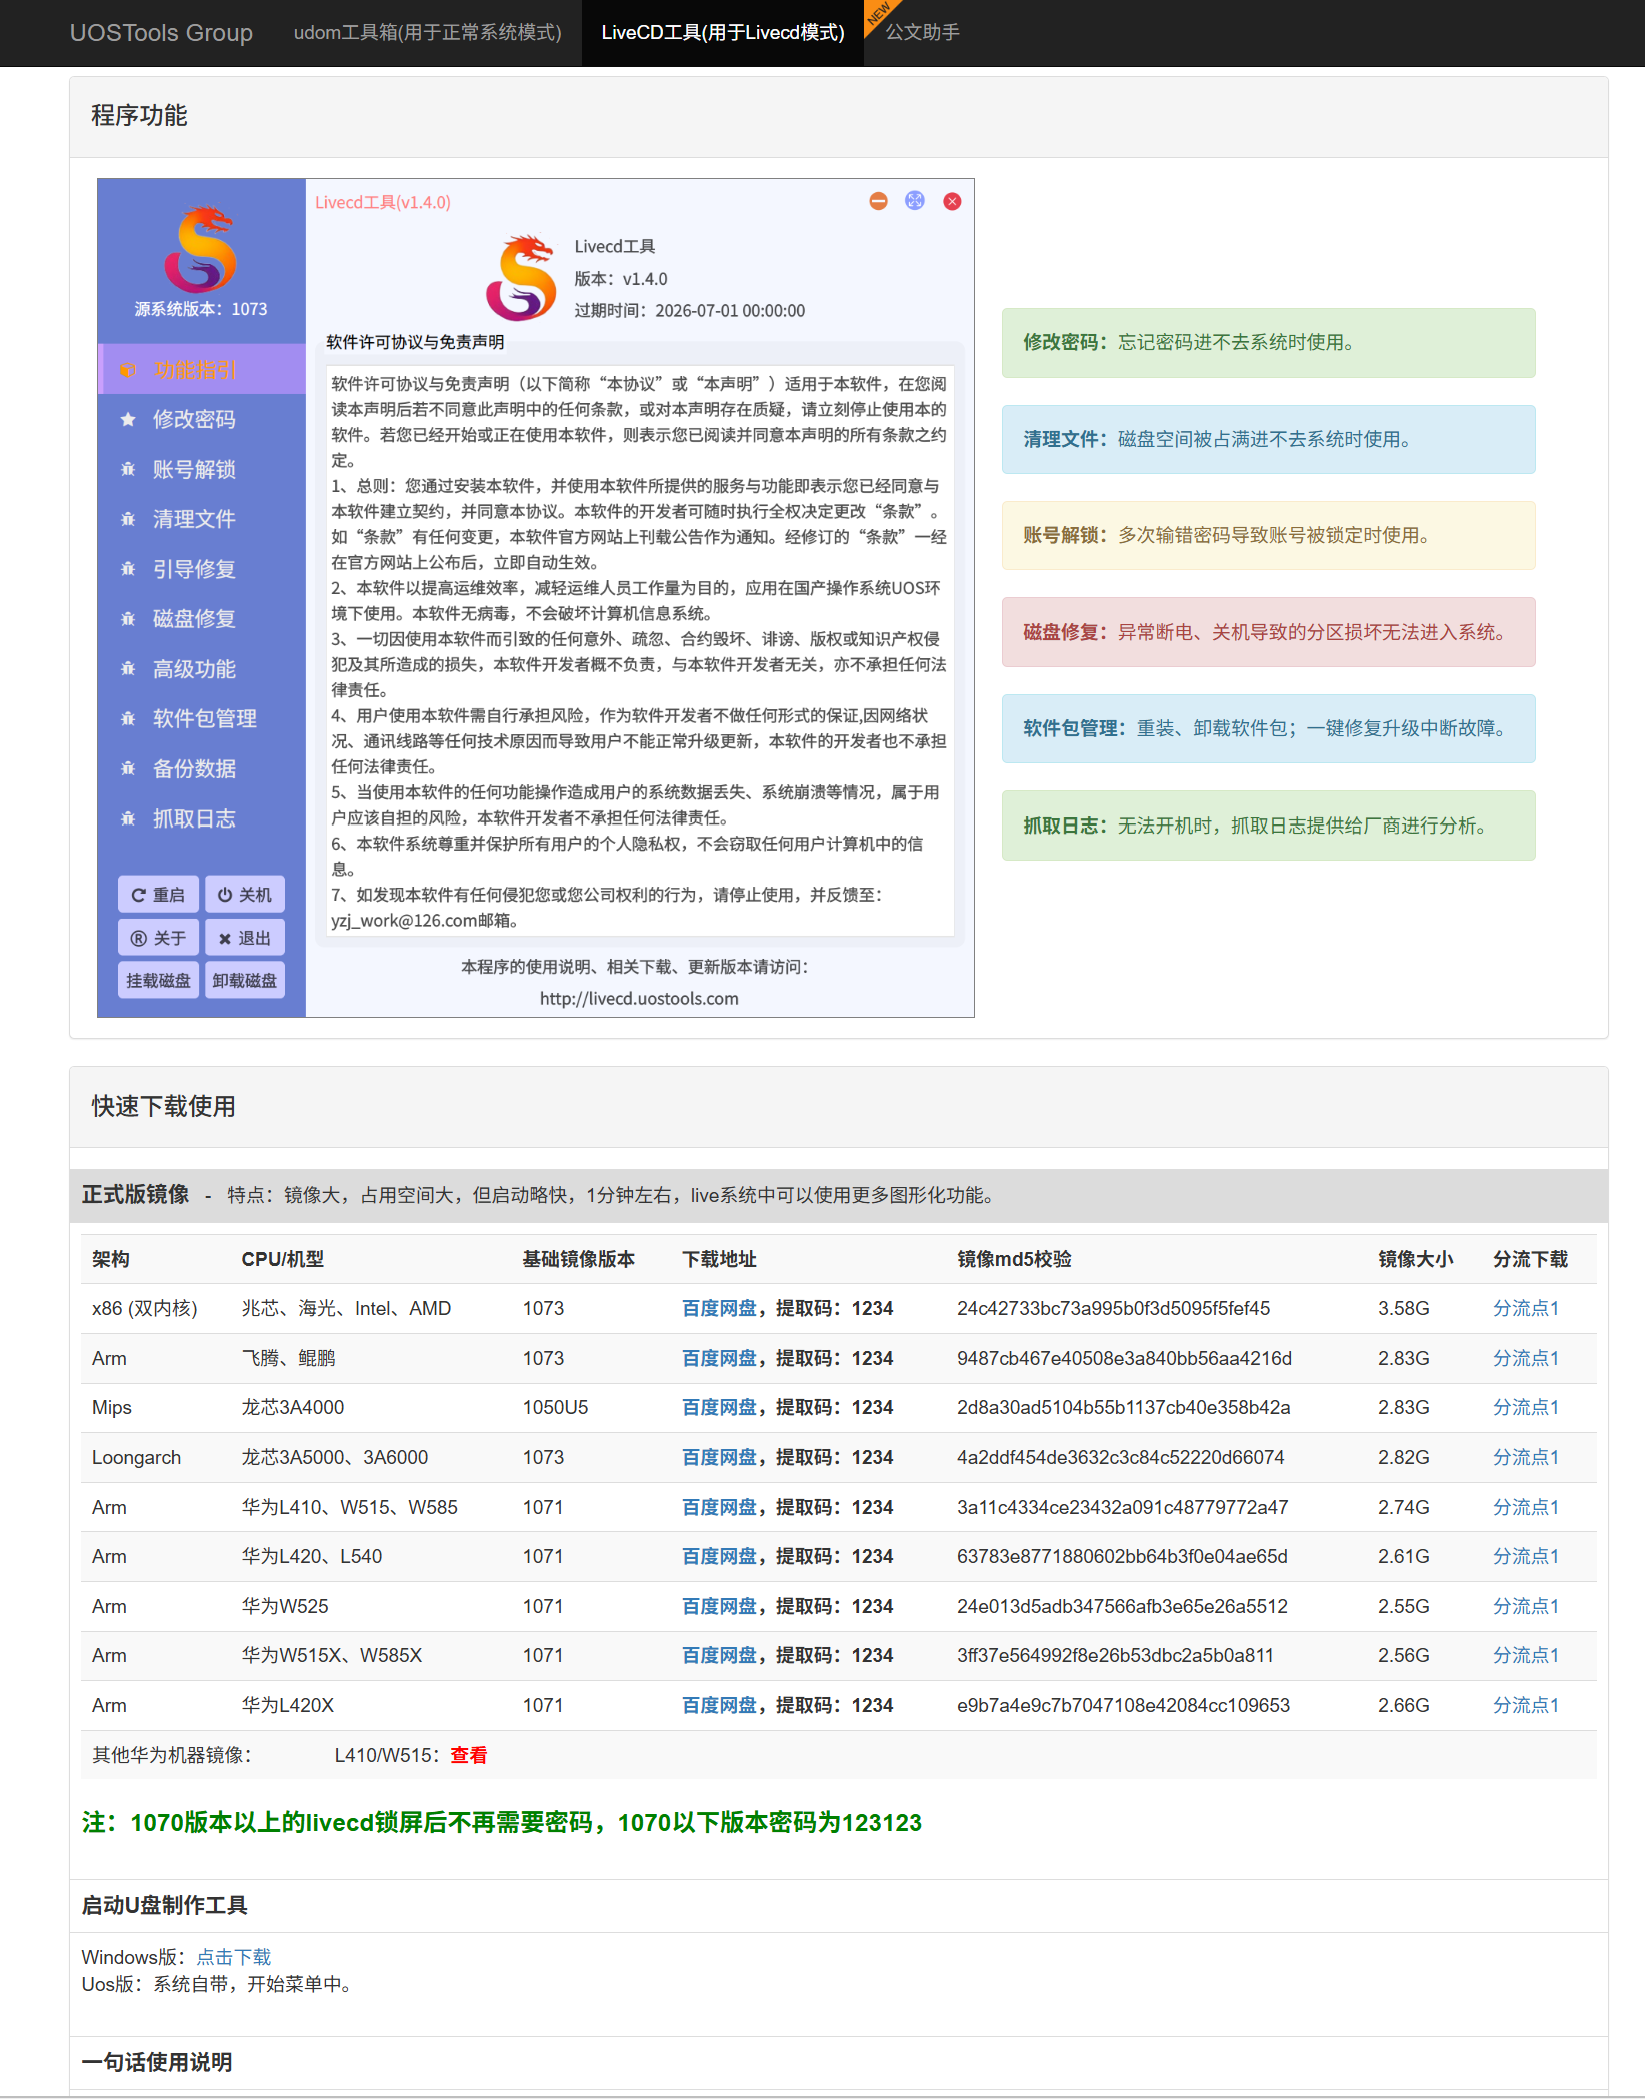 UOSTools Group
udom工具箱(用于正常系统模式)
LiveCD工具(用于Livecd模式)
NEW
公文助手
程序功能
源系统版本：1073
功能指引
修改密码
账号解锁
清理文件
引导修复
磁盘修复
高级功能
软件包管理
备份数据
抓取日志
重启 关机
关于 退出
挂载磁盘 卸载磁盘
Livecd工具(v1.4.0)
Livecd工具
版本：v1.4.0
过期时间：2026-07-01 00:00:00
软件许可协议与免责声明
软件许可协议与免责声明（以下简称“本协议”或“本声明”）适用于本软件，在您阅
读本声明后若不同意此声明中的任何条款，或对本声明存在质疑，请立刻停止使用本的
软件。若您已经开始或正在使用本软件，则表示您已阅读并同意本声明的所有条款之约
定。
1、总则：您通过安装本软件，并使用本软件所提供的服务与功能即表示您已经同意与
本软件建立契约，并同意本协议。本软件的开发者可随时执行全权决定更改“条款”。
如“条款”有任何变更，本软件官方网站上刊载公告作为通知。经修订的“条款”一经
在官方网站上公布后，立即自动生效。
2、本软件以提高运维效率，减轻运维人员工作量为目的，应用在国产操作系统UOS环
境下使用。本软件无病毒，不会破坏计算机信息系统。
3、一切因使用本软件而引致的任何意外、疏忽、合约毁坏、诽谤、版权或知识产权侵
犯及其所造成的损失，本软件开发者概不负责，与本软件开发者无关，亦不承担任何法
律责任。
4、用户使用本软件需自行承担风险，作为软件开发者不做任何形式的保证,因网络状
况、通讯线路等任何技术原因而导致用户不能正常升级更新，本软件的开发者也不承担
任何法律责任。
5、当使用本软件的任何功能操作造成用户的系统数据丢失、系统崩溃等情况，属于用
户应该自担的风险，本软件开发者不承担任何法律责任。
6、本软件系统尊重并保护所有用户的个人隐私权，不会窃取任何用户计算机中的信
息。
7、如发现本软件有任何侵犯您或您公司权利的行为，请停止使用，并反馈至：
yzj_work@126.com邮箱。
本程序的使用说明、相关下载、更新版本请访问：
http://livecd.uostools.com
修改密码：忘记密码进不去系统时使用。
清理文件：磁盘空间被占满进不去系统时使用。
账号解锁：多次输错密码导致账号被锁定时使用。
磁盘修复：异常断电、关机导致的分区损坏无法进入系统。
软件包管理：重装、卸载软件包；一键修复升级中断故障。
抓取日志：无法开机时，抓取日志提供给厂商进行分析。
快速下载使用
正式版镜像 - 特点：镜像大，占用空间大，但启动略快，1分钟左右，live系统中可以使用更多图形化功能。
架构 CPU/机型 基础镜像版本 下载地址 镜像md5校验 镜像大小 分流下载
x86 (双内核) 兆芯、海光、Intel、AMD 1073 百度网盘，提取码：1234 24c42733bc73a995b0f3d5095f5fef45 3.58G 分流点1
Arm 飞腾、鲲鹏 1073 百度网盘，提取码：1234 9487cb467e40508e3a840bb56aa4216d 2.83G 分流点1
Mips 龙芯3A4000 1050U5 百度网盘，提取码：1234 2d8a30ad5104b55b1137cb40e358b42a 2.83G 分流点1
Loongarch 龙芯3A5000、3A6000 1073 百度网盘，提取码：1234 4a2ddf454de3632c3c84c52220d66074 2.82G 分流点1
Arm 华为L410、W515、W585 1071 百度网盘，提取码：1234 3a11c4334ce23432a091c48779772a47 2.74G 分流点1
Arm 华为L420、L540 1071 百度网盘，提取码：1234 63783e8771880602bb64b3f0e04ae65d 2.61G 分流点1
Arm 华为W525 1071 百度网盘，提取码：1234 24e013d5adb347566afb3e65e26a5512 2.55G 分流点1
Arm 华为W515X、W585X 1071 百度网盘，提取码：1234 3ff37e564992f8e26b53dbc2a5b0a811 2.56G 分流点1
Arm 华为L420X 1071 百度网盘，提取码：1234 e9b7a4e9c7b7047108e42084cc109653 2.66G 分流点1
其他华为机器镜像： L410/W515：查看
注：1070版本以上的livecd锁屏后不再需要密码，1070以下版本密码为123123
启动U盘制作工具
Windows版：点击下载
Uos版：系统自带，开始菜单中。
一句话使用说明